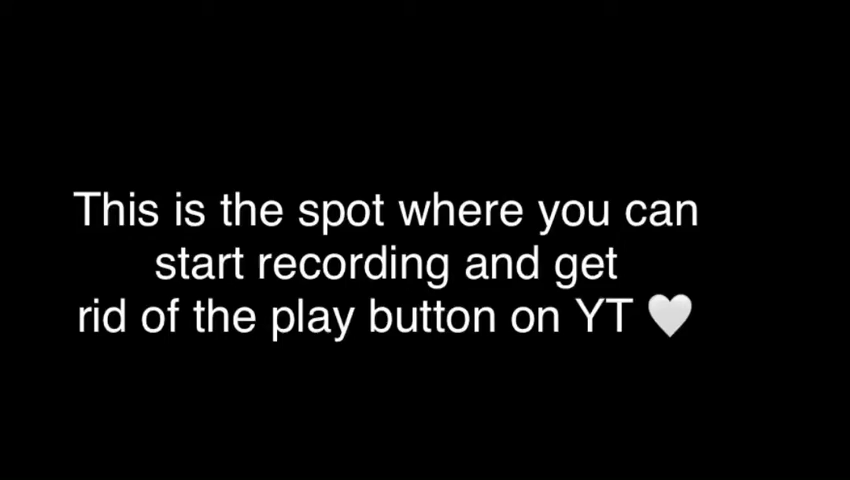 This is the spot where you can
start recording and get
rid of the play button on YT 🤍